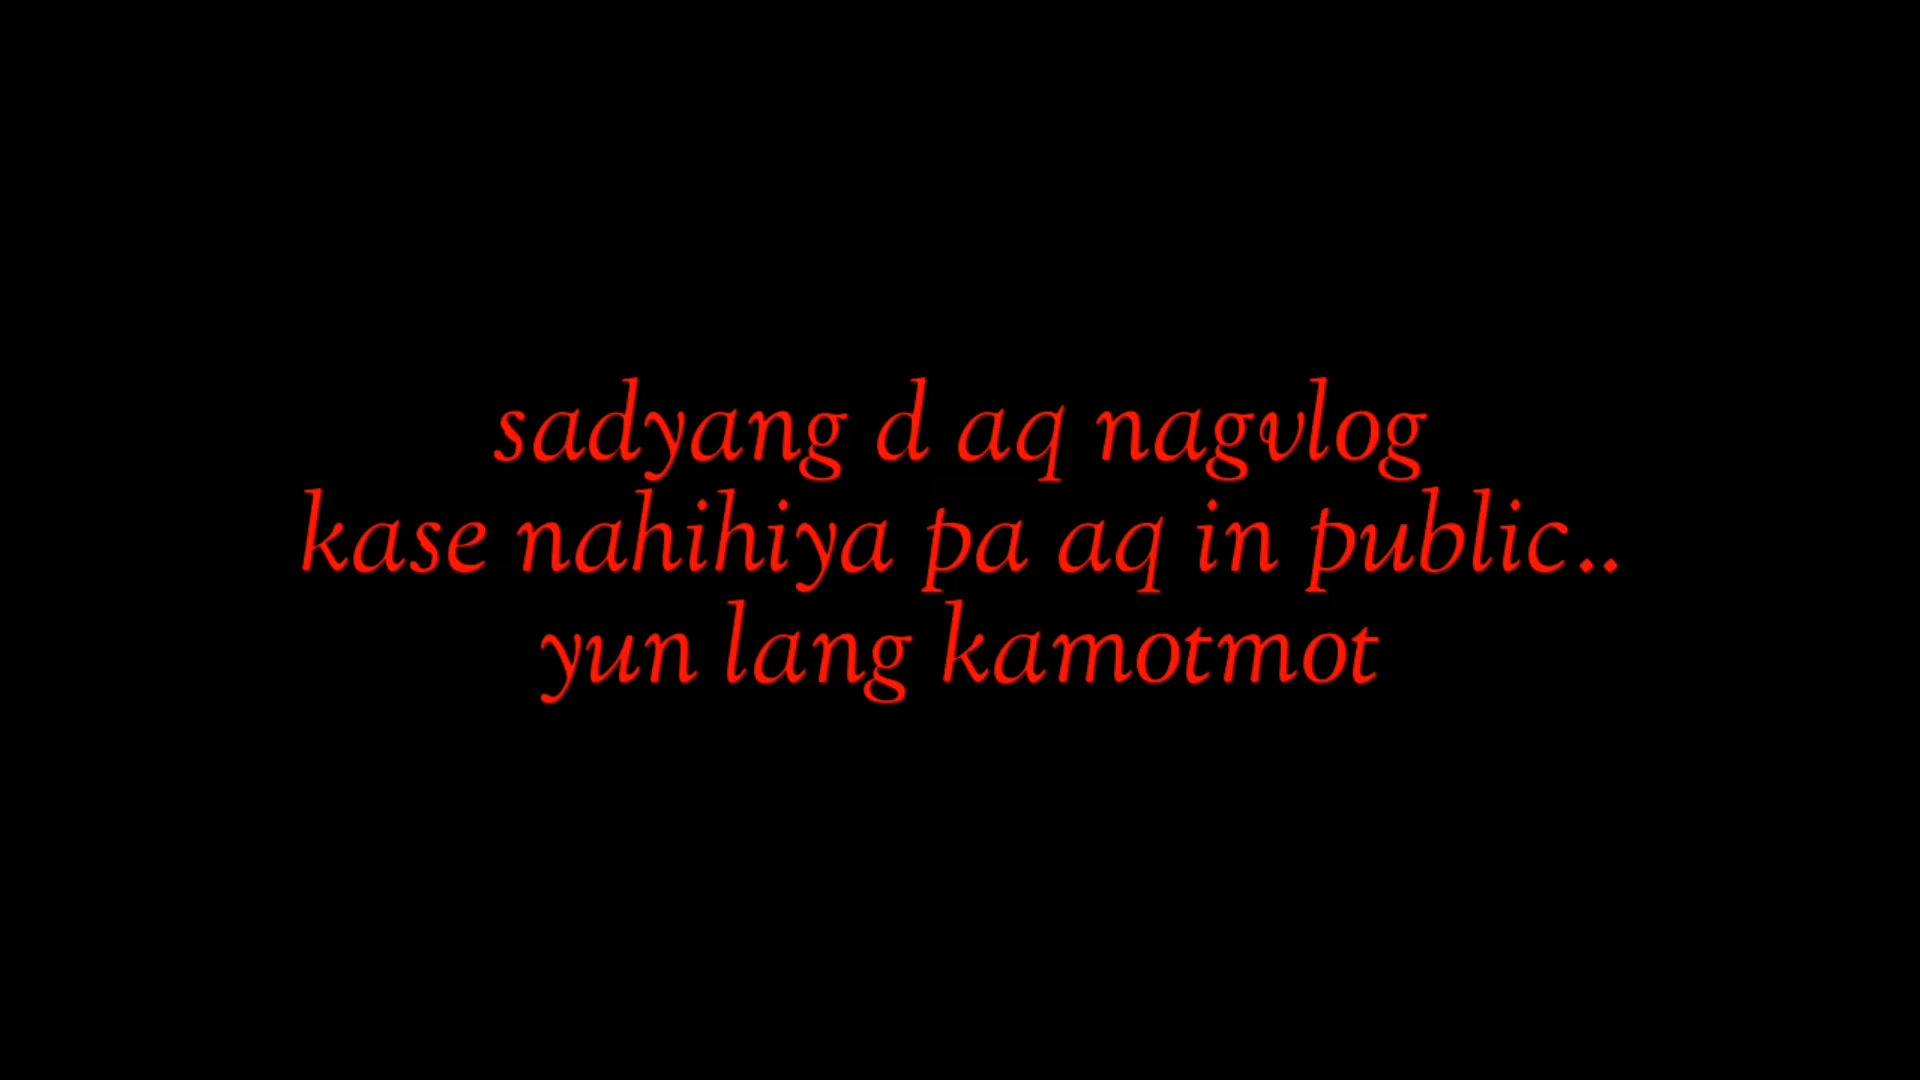 sadyang d aq nagvlog
kase nahihiya pa aq in public..
yun lang kamotmot